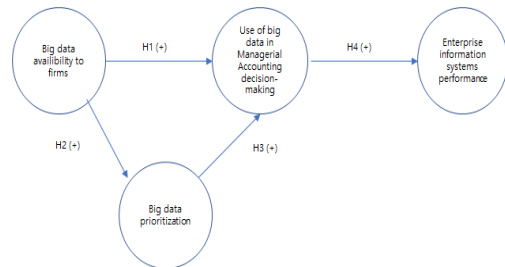 Big data
availibility to
firms
H1 (+)
Use of big
data in
Managerial
Accounting
decision-
making
H4 (+)
Enterprise
information
systems
performance
H2 (+)
H3 (+)
Big data
prioritization